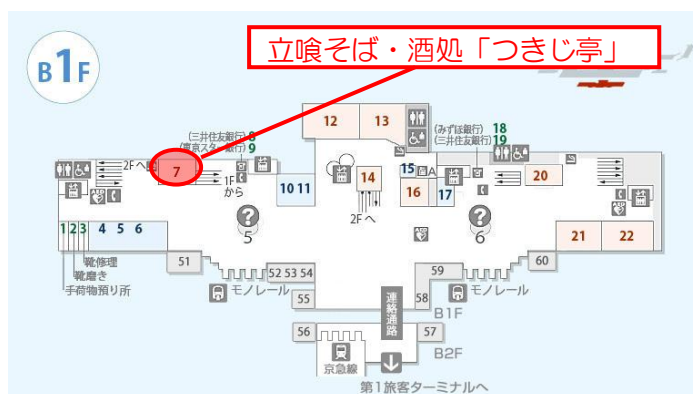 立喰そば・酒処「つきじ亭」
B1F
12
13
(三井住友銀行) 8
(東京スター銀行) 9
(みずほ銀行) 18
(三井住友銀行) 19
2Fへ
7
1F
から
10 11
14
2Fへ
15
A
16
17
20
5
6
1 2 3 4 5 6
21
22
靴修理
靴磨き
手荷物預り所
51
モノレール
52 53 54
55
59
58
60
モノレール
連絡通路
B1F
56
57
B2F
京急線
第1旅客ターミナルへ